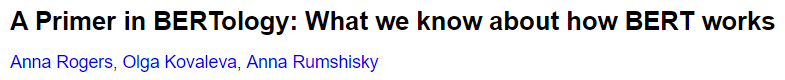 A Primer in BERTology: What we know about how BERT works
Anna Rogers, Olga Kovaleva, Anna Rumshisky